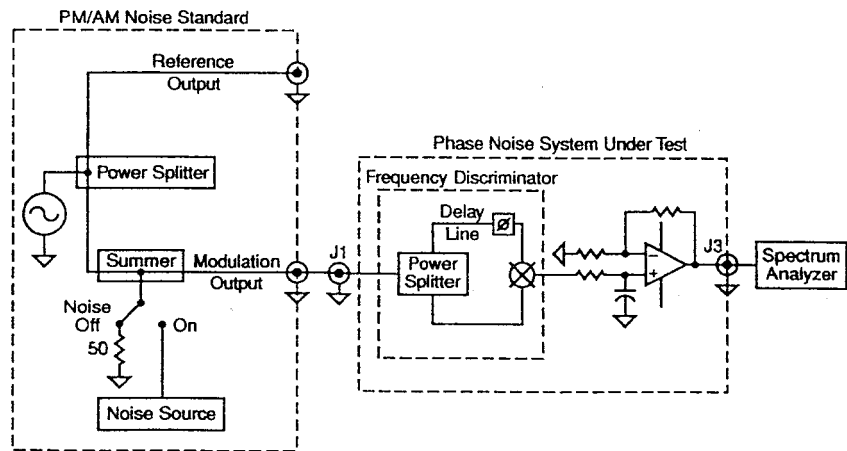 PM/AM Noise Standard
Reference
Output
Power Splitter
Summer
Modulation
Output
Noise
Off
On
50
Noise Source
Phase Noise System Under Test
Frequency Discriminator
Delay
Line
ø
J1
Power
Splitter
−
+
J3
Spectrum
Analyzer